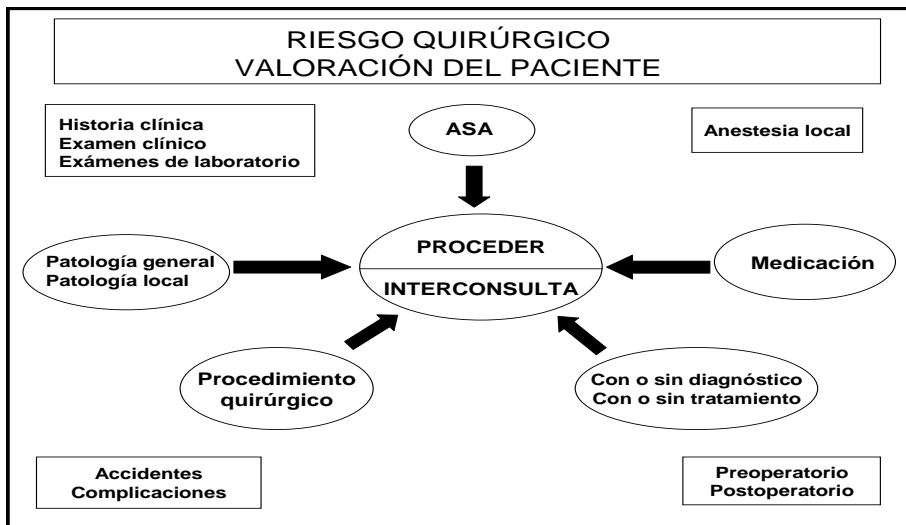 RIESGO QUIRÚRGICO
VALORACIÓN DEL PACIENTE
Historia clínica
Examen clínico
Exámenes de laboratorio
ASA
Anestesia local
Patología general
Patología local
PROCEDER
INTERCONSULTA
Medicación
Procedimiento
quirúrgico
Con o sin diagnóstico
Con o sin tratamiento
Accidentes
Complicaciones
Preoperatorio
Postoperatorio